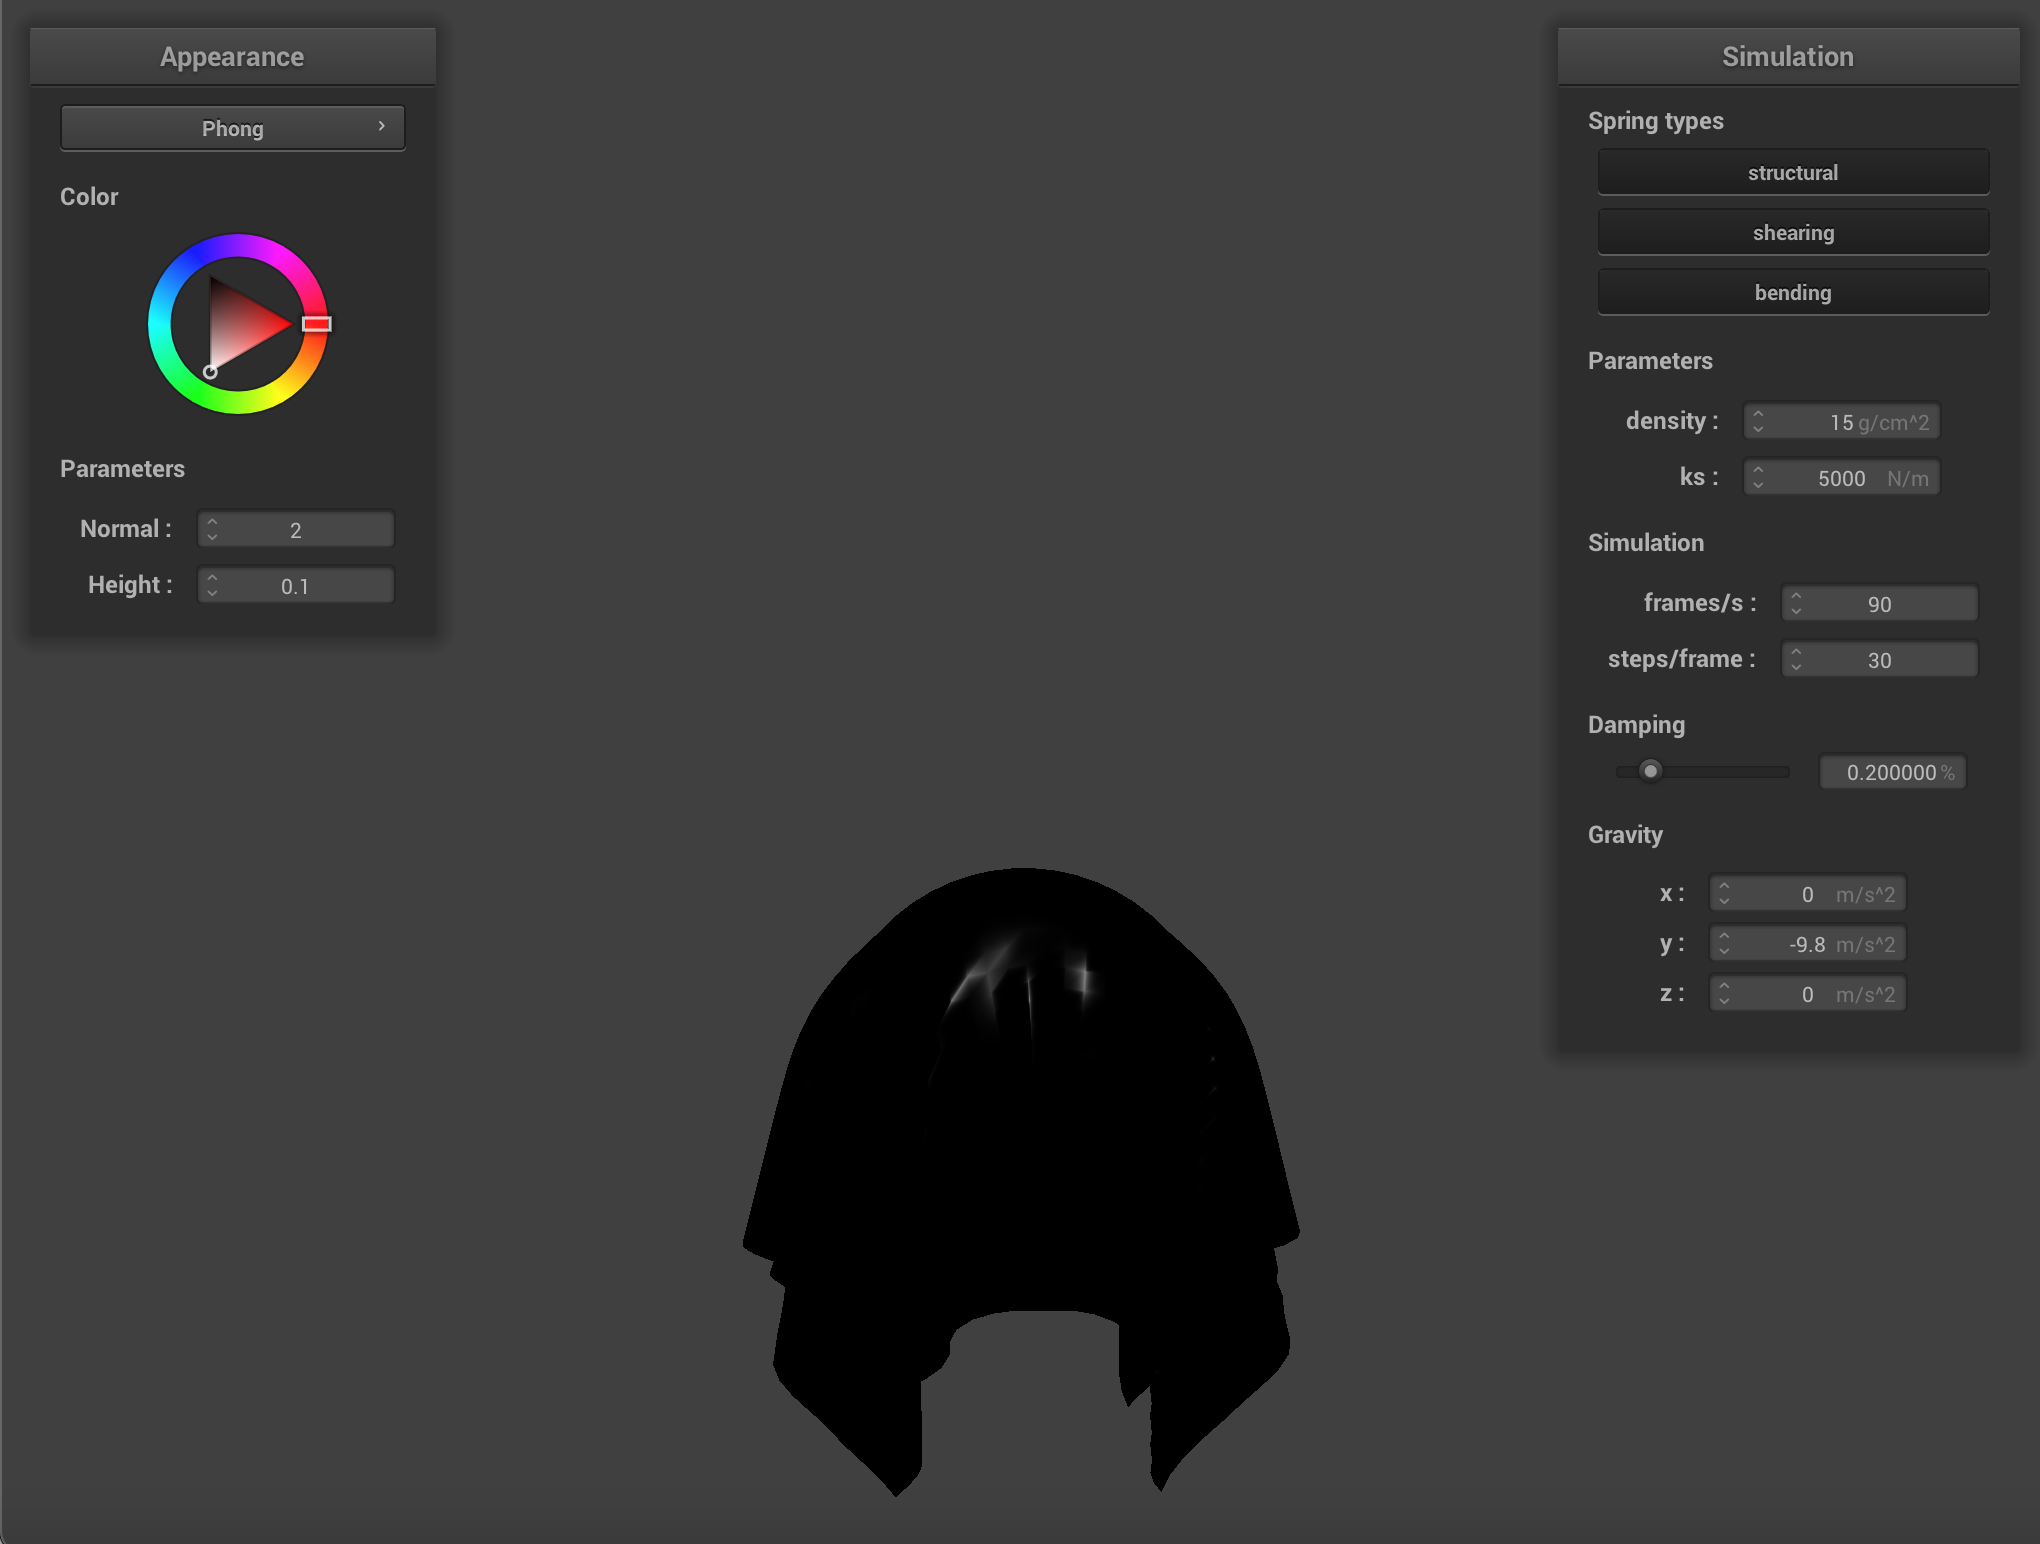 Appearance
Phong
Color
Parameters
Normal : 2
Height : 0.1
Simulation
Spring types
structural
shearing
bending
Parameters
density : 15 g/cm^2
ks : 5000 N/m
Simulation
frames/s : 90
steps/frame : 30
Damping
0.200000 %
Gravity
x : 0 m/s^2
y : -9.8 m/s^2
z : 0 m/s^2